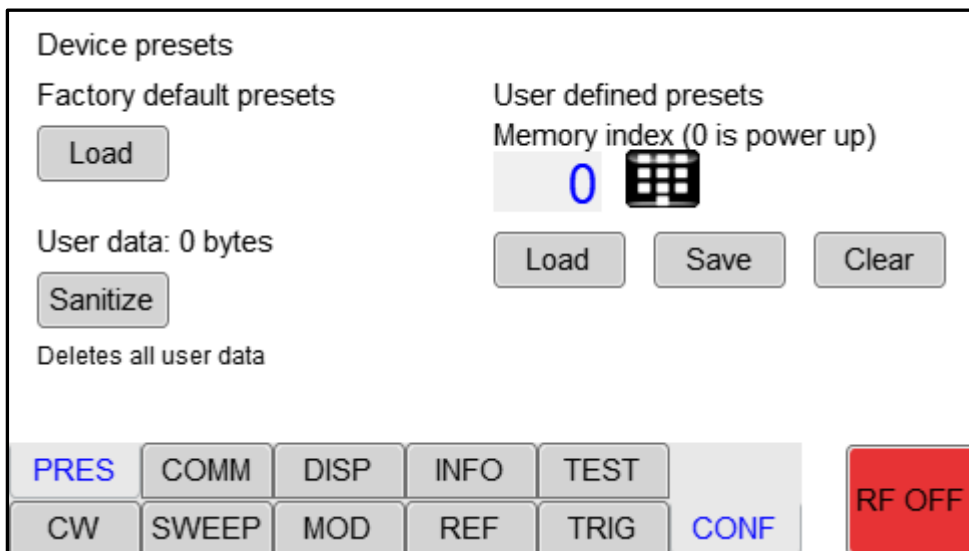 Device presets
Factory default presets
Load
User data: 0 bytes
Sanitize
Deletes all user data
User defined presets
Memory index (0 is power up)
0
Load Save Clear
PRES COMM DISP INFO TEST
CW SWEEP MOD REF TRIG CONF
RF OFF